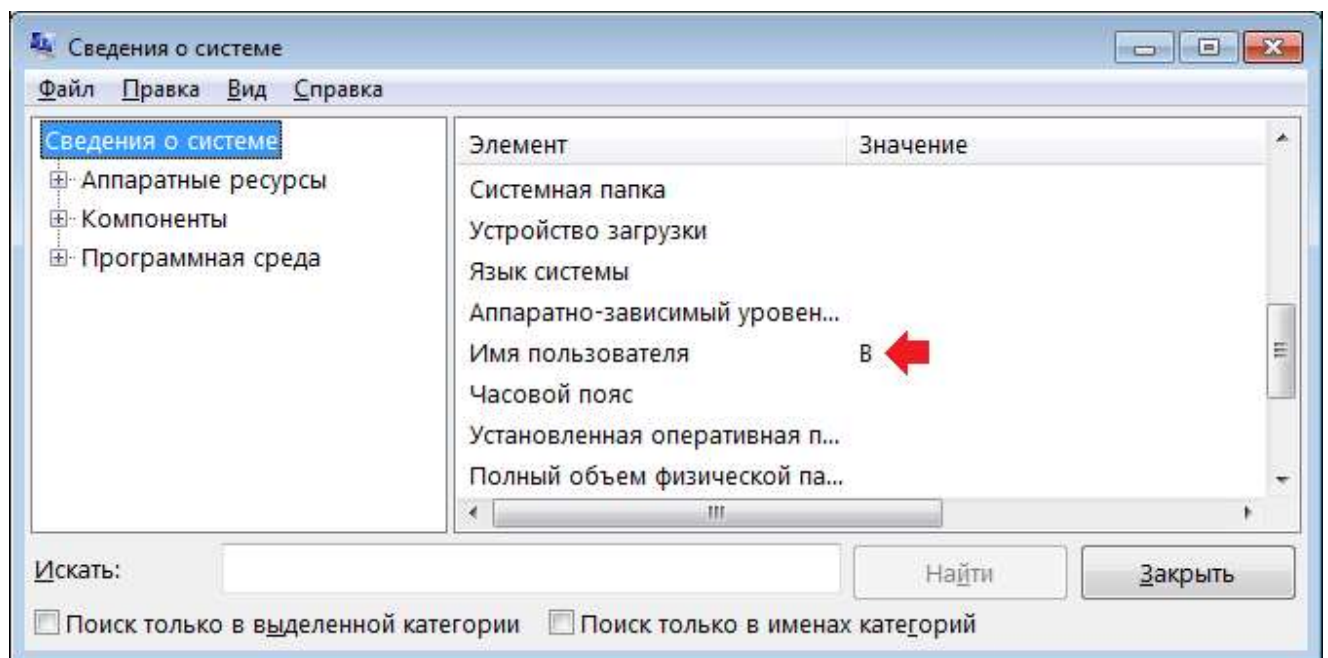 Сведения о системе
Файл Правка Вид Справка
Сведения о системе
Аппаратные ресурсы
Компоненты
Программная среда
Элемент Значение
Системная папка
Устройство загрузки
Язык системы
Аппаратно-зависимый уровен...
Имя пользователя В
Часовой пояс
Установленная оперативная п...
Полный объем физической па...
Искать: Найти Закрыть
Поиск только в выделенной категории Поиск только в именах категорий